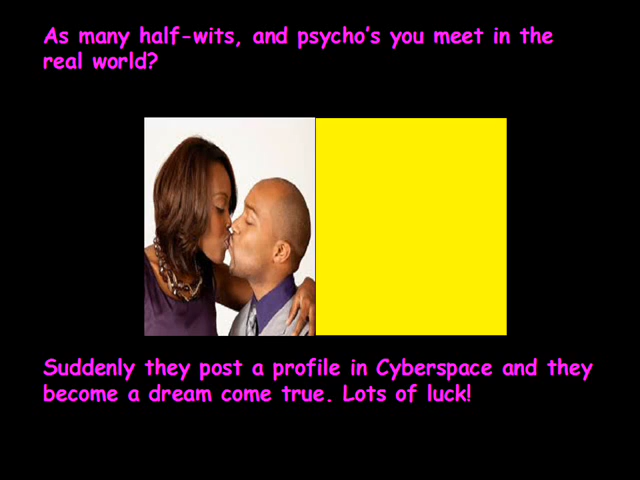 As many half-wits, and psycho's you meet in the
real world?
Suddenly they post a profile in Cyberspace and they
become a dream come true. Lots of luck!